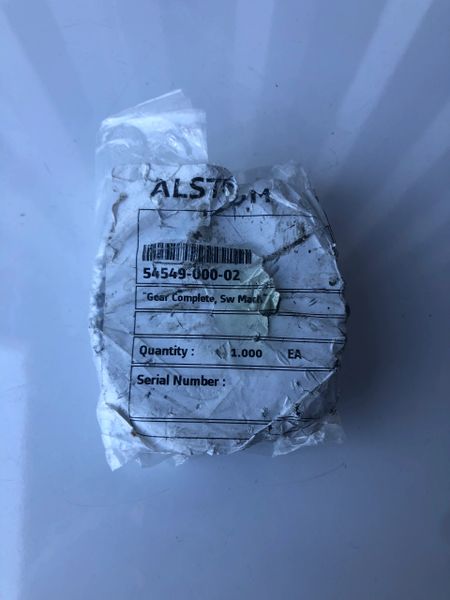 ALSTOM
54549-000-02
"Gear Complete, Sw Mach"
Quantity : 1.000 EA
Serial Number :